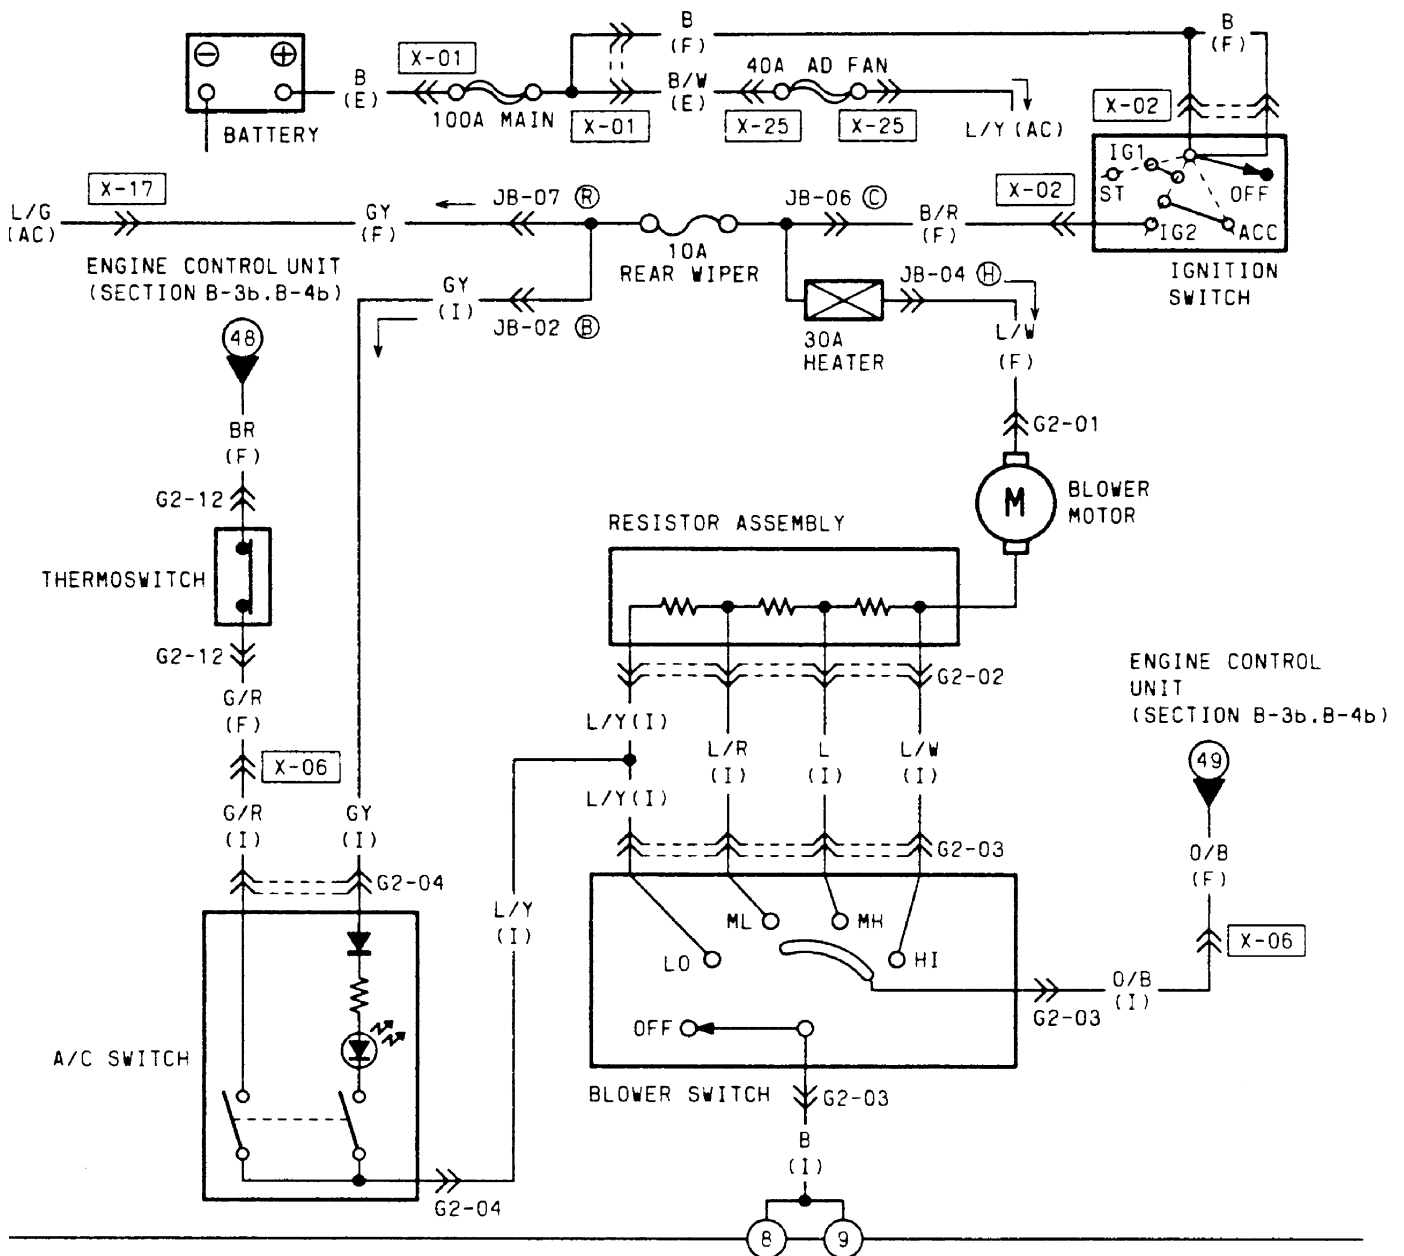 B
(F)
B
(F)
X-01
B
(E)
100A MAIN
BATTERY
B/W
(E)
X-01
40A AD FAN
X-25
X-25
L/Y(AC)
X-02
IG1
ST
OFF
IG2
ACC
IGNITION
SWITCH
X-17
L/G
(AC)
GY
(F)
JB-07 R
10A
REAR WIPER
JB-06 C
B/R
(F)
X-02
ENGINE CONTROL UNIT
(SECTION B-3b.B-4b)
GY
(I)
JB-02 B
JB-04 H
30A
HEATER
L/W
(F)
48
BR
(F)
G2-01
G2-12
BLOWER
MOTOR
M
RESISTOR ASSEMBLY
THERMOSWITCH
G2-12
G2-02
ENGINE CONTROL
UNIT
(SECTION B-3b.B-4b)
G/R
(F)
L/Y(I)
L/R
(I)
L
(I)
L/W
(I)
49
X-06
L/Y(I)
G/R
(I)
GY
(I)
G2-03
O/B
(F)
G2-04
L/Y
(I)
ML
MH
LO
HI
X-06
O/B
(I)
G2-03
OFF
A/C SWITCH
BLOWER SWITCH
G2-03
B
(I)
G2-04
8
9